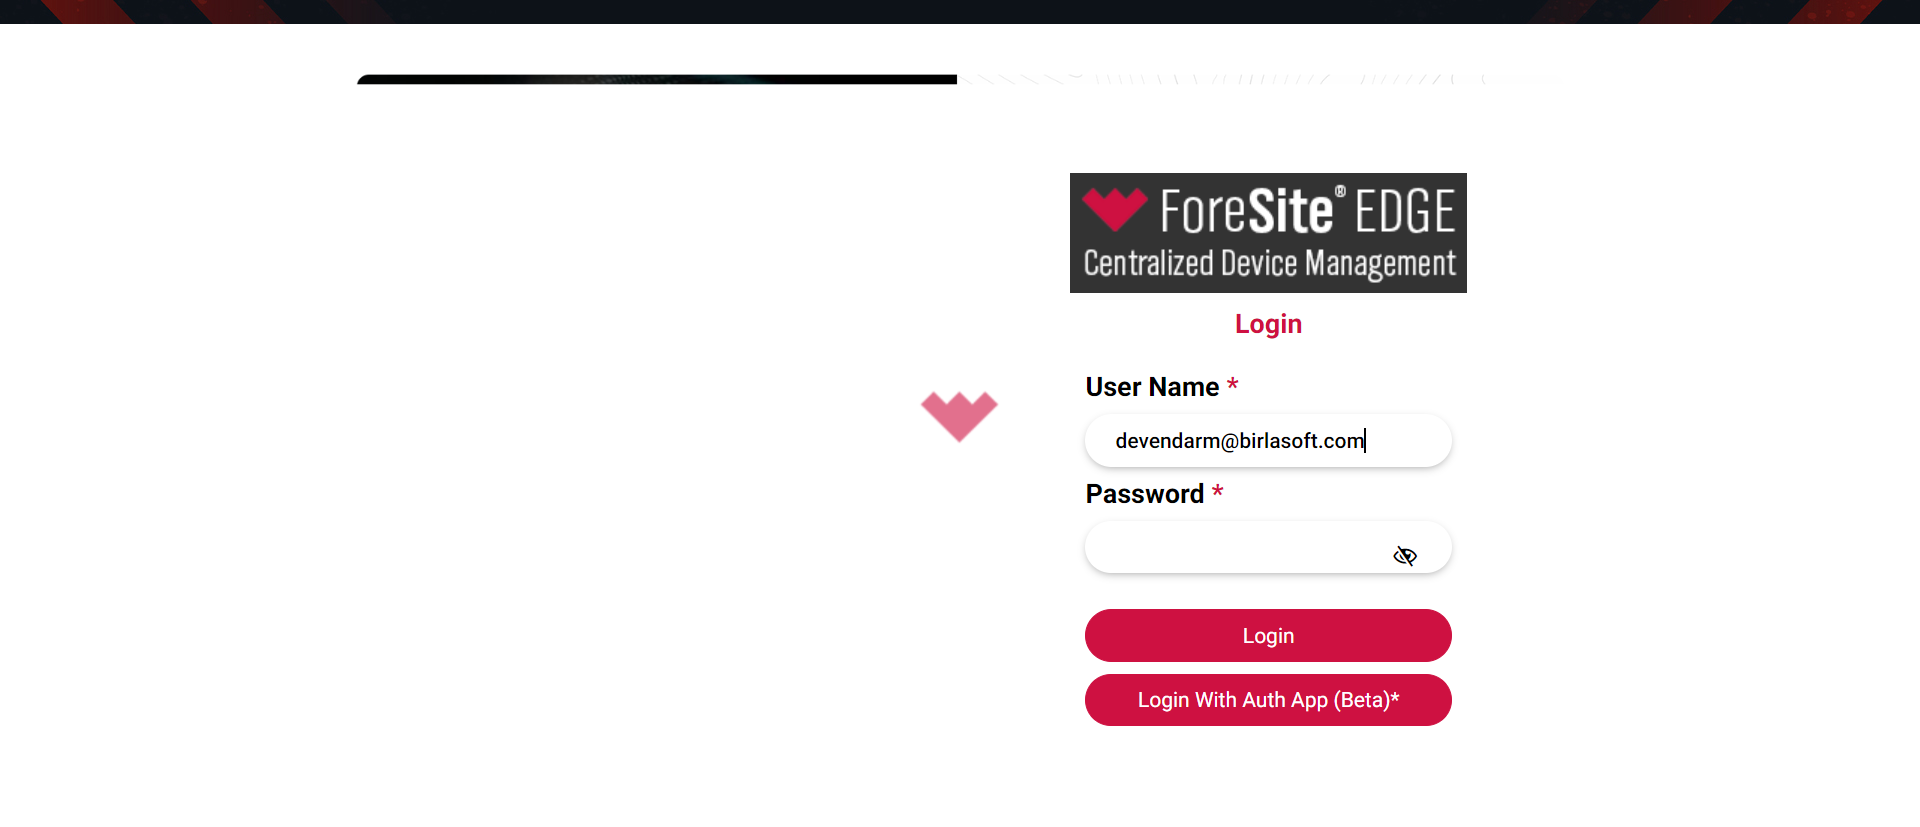 ForeSite® EDGE
Centralized Device Management
Login
User Name *
devendarm@birlasoft.com
Password *
Login
Login With Auth App (Beta)*